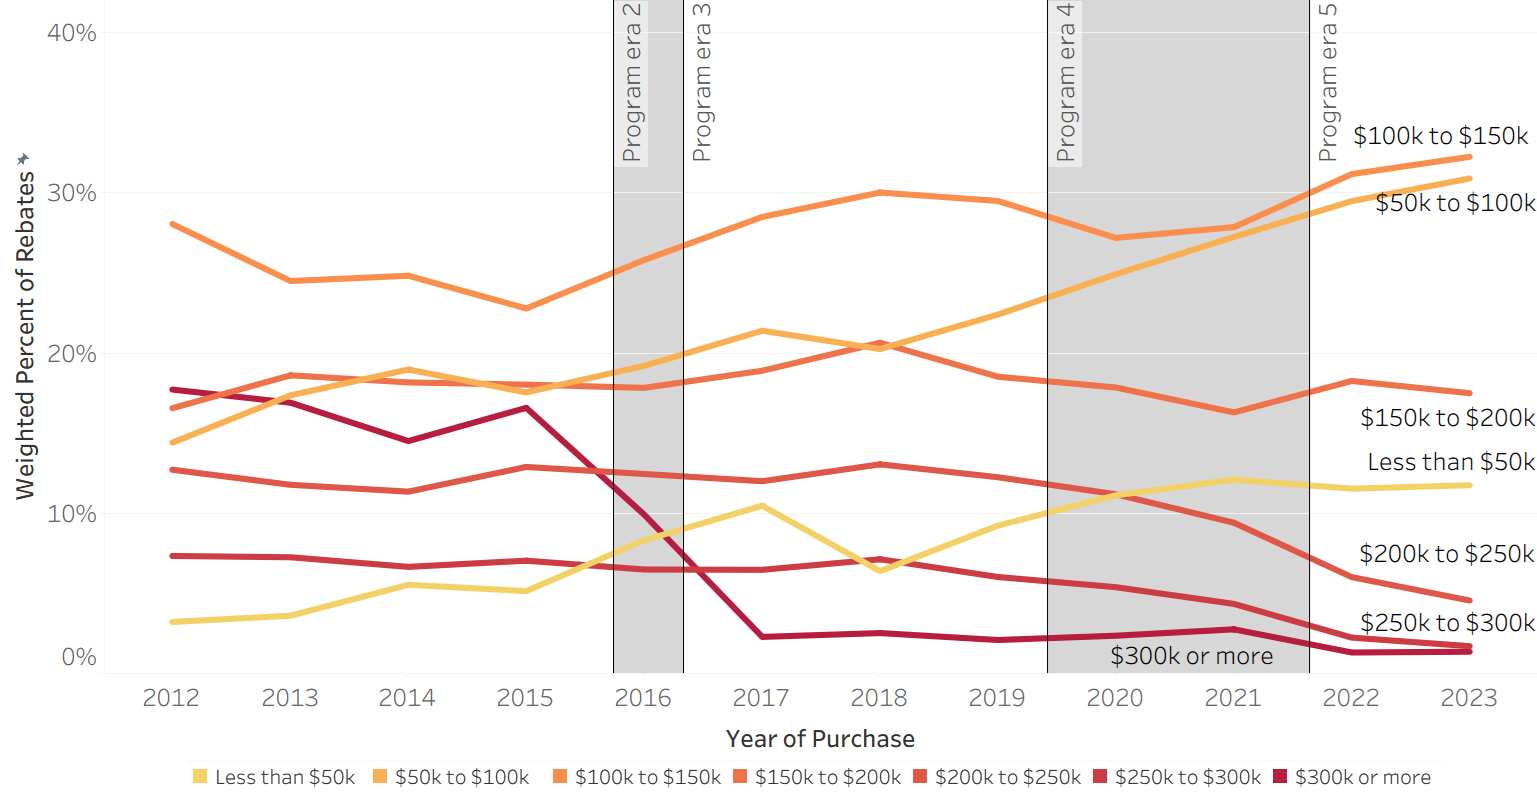 40%
30%
20%
10%
0%
Weighted Percent of Rebates
Program era 2
Program era 3
Program era 4
Program era 5
$100k to $150k
$50k to $100k
$150k to $200k
Less than $50k
$200k to $250k
$250k to $300k
$300k or more
2012 2013 2014 2015 2016 2017 2018 2019 2020 2021 2022 2023
Year of Purchase
Less than $50k $50k to $100k $100k to $150k $150k to $200k $200k to $250k $250k to $300k $300k or more